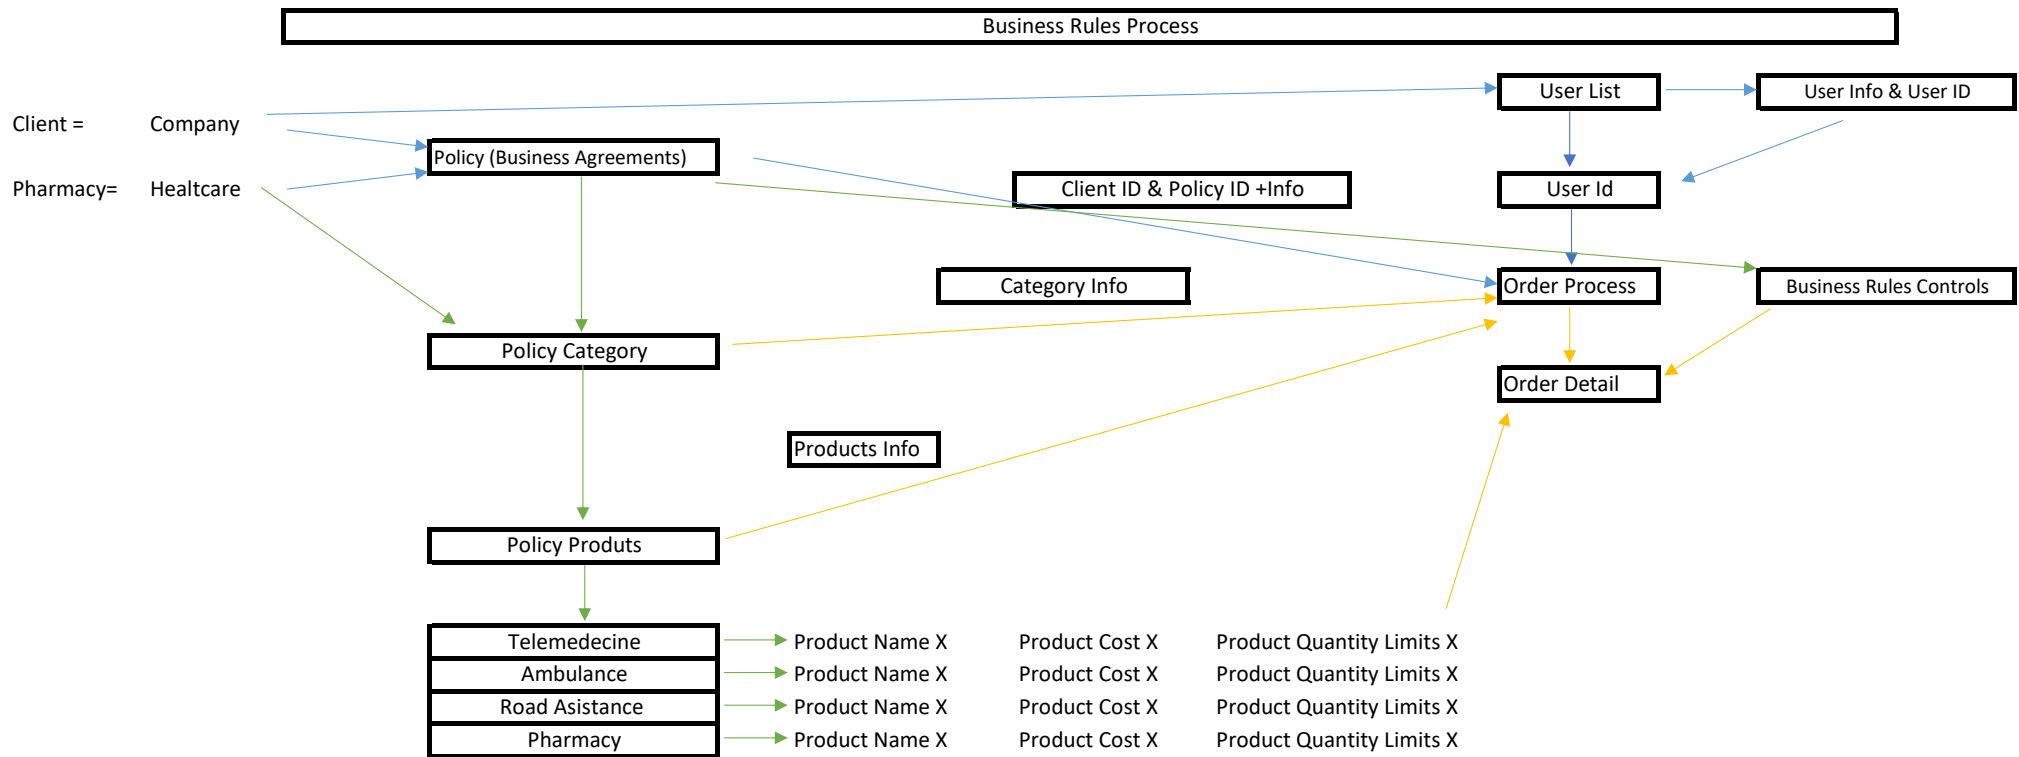 Business Rules Process
User List
User Info & User ID
Client =
Company
Policy (Business Agreements)
Pharmacy=
Healtcare
Client ID & Policy ID +Info
User Id
Category Info
Order Process
Business Rules Controls
Policy Category
Order Detail
Products Info
Policy Produts
Telemedecine
Product Name X
Product Cost X
Product Quantity Limits X
Ambulance
Product Name X
Product Cost X
Product Quantity Limits X
Road Asistance
Product Name X
Product Cost X
Product Quantity Limits X
Pharmacy
Product Name X
Product Cost X
Product Quantity Limits X